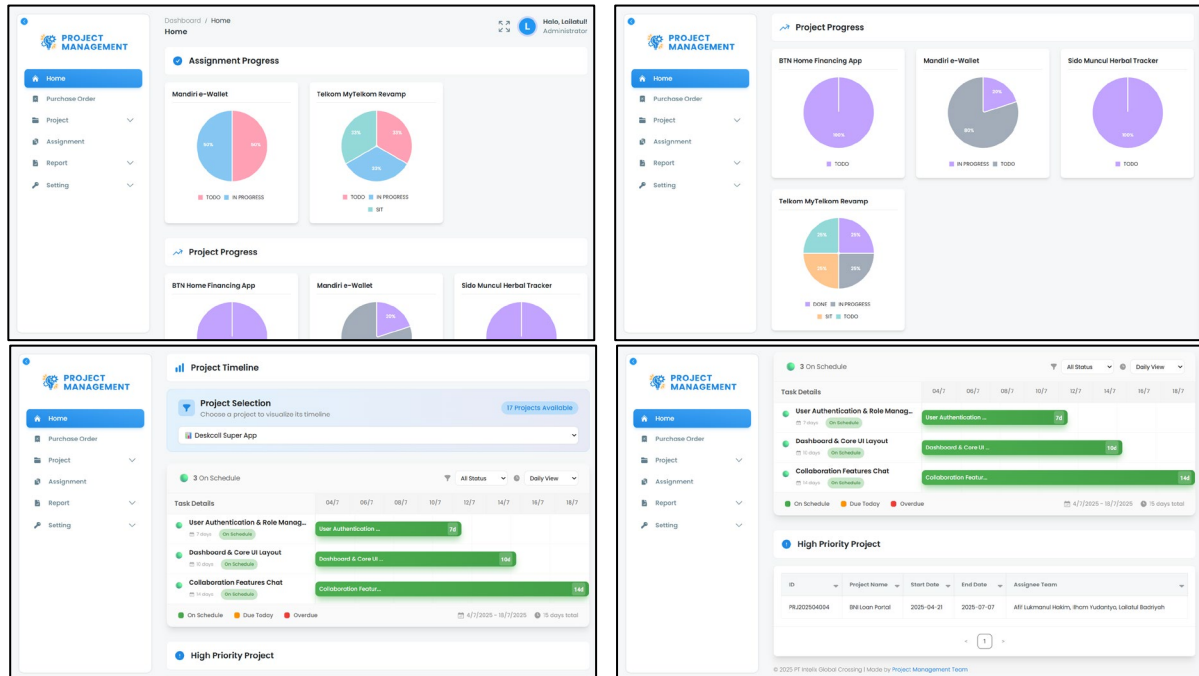 PROJECT
MANAGEMENT
Home
Purchase Order
Project
Assignment
Report
Setting
Dashboard / Home
Home
L
Halo, Lailatul!
Administrator
Assignment Progress
Mandiri e-Wallet
50%
50%
TODO IN PROGRESS
Telkom MyTelkom Revamp
33%
33%
33%
TODO IN PROGRESS
SIT
Project Progress
BTN Home Financing App
Mandiri e-Wallet
20%
Sido Muncul Herbal Tracker
PROJECT
MANAGEMENT
Home
Purchase Order
Project
Assignment
Report
Setting
Project Progress
BTN Home Financing App
100%
TODO
Mandiri e-Wallet
20%
80%
IN PROGRESS TODO
Sido Muncul Herbal Tracker
100%
TODO
Telkom MyTelkom Revamp
25%
25%
25%
25%
DONE IN PROGRESS
SIT TODO
PROJECT
MANAGEMENT
Home
Purchase Order
Project
Assignment
Report
Setting
Project Timeline
Project Selection
Choose a project to visualize its timeline
17 Projects Available
Deskcoll Super App
3 On Schedule
All Status
Daily View
Task Details
04/7 06/7 08/7 10/7 12/7 14/7 16/7 18/7
User Authentication & Role Manag...
7 days On Schedule
User Authentication ...
7d
Dashboard & Core UI Layout
10 days On Schedule
Dashboard & Core UI ...
10d
Collaboration Features Chat
14 days On Schedule
Collaboration Featur...
14d
On Schedule Due Today Overdue
4/7/2025 - 18/7/2025 15 days total
High Priority Project
PROJECT
MANAGEMENT
Home
Purchase Order
Project
Assignment
Report
Setting
3 On Schedule
All Status
Daily View
Task Details
04/7 06/7 08/7 10/7 12/7 14/7 16/7 18/7
User Authentication & Role Manag...
7 days On Schedule
User Authentication ...
7d
Dashboard & Core UI Layout
10 days On Schedule
Dashboard & Core UI ...
10d
Collaboration Features Chat
14 days On Schedule
Collaboration Featur...
14d
On Schedule Due Today Overdue
4/7/2025 - 18/7/2025 15 days total
High Priority Project
ID Project Name Start Date End Date Assignee Team
PRJ202504004 BNI Loan Portal 2025-04-21 2025-07-07 Afif Lukmanul Hakim, Ilham Yudantyo, Lailatul Badriyah
« 1 »
© 2025 PT Intelix Global Crossing | Made by Project Management Team